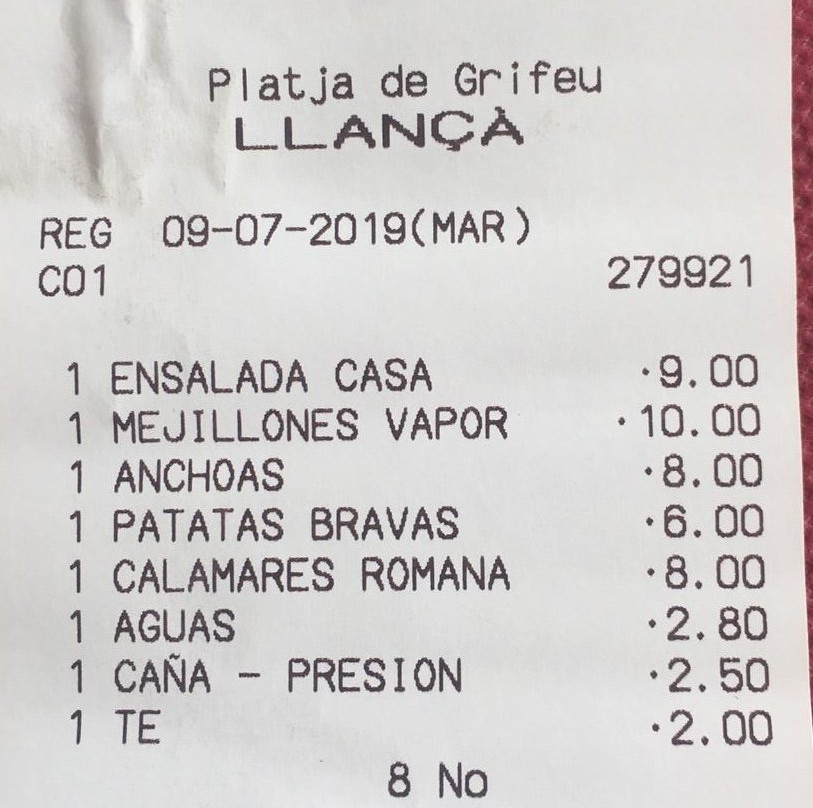 Platja de Grifeu
LLANÇÀ
REG 09-07-2019(MAR)
C01 279921
1 ENSALADA CASA ·9.00
1 MEJILLONES VAPOR ·10.00
1 ANCHOAS ·8.00
1 PATATAS BRAVAS ·6.00
1 CALAMARES ROMANA ·8.00
1 AGUAS ·2.80
1 CAÑA - PRESION ·2.50
1 TE ·2.00
8 No